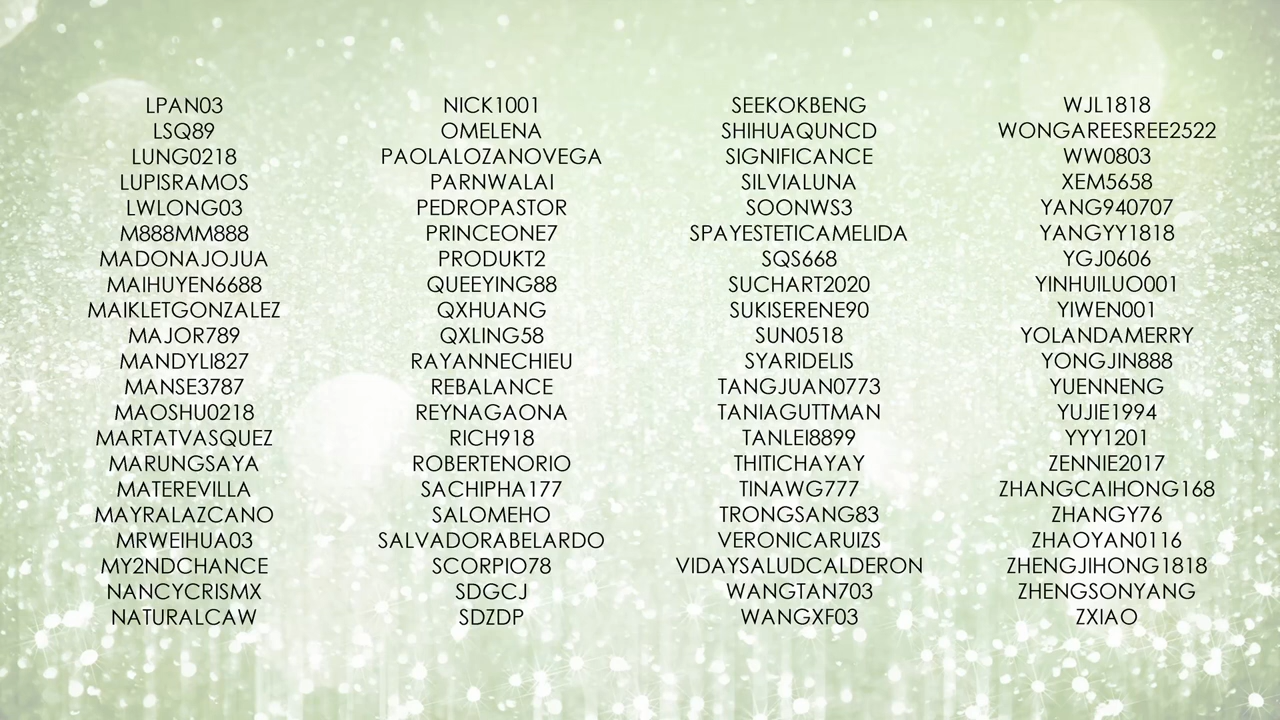 LPAN03
LSQ89
LUNG0218
LUPISRAMOS
LWLONG03
M888MM888
MADONAJOJUA
MAIHUYEN6688
MAIKLETGONZALEZ
MAJOR789
MANDYLI827
MANSE3787
MAOSHU0218
MARTATVASQUEZ
MARUNGSAYA
MATEREVILLA
MAYRALAZCANO
MRWEIHUA03
MY2NDCHANCE
NANCYCRISMX
NATURALCAW
NICK1001
OMELENA
PAOLALOZANOVEGA
PARNWALAI
PEDROPASTOR
PRINCEONE7
PRODUKT2
QUEEYING88
QXHUANG
QXLING58
RAYANNECHIEU
REBALANCE
REYNAGAONA
RICH918
ROBERTENORIO
SACHIPHA177
SALOMEHO
SALVADORABELARDO
SCORPIO78
SDGCJ
SDZDP
SEEKOKBENG
SHIHUAQUNCD
SIGNIFICANCE
SILVIALUNA
SOONWS3
SPAYESTETICAMELIDA
SQS668
SUCHART2020
SUKISERENE90
SUN0518
SYARIDELIS
TANGJUAN0773
TANIAGUTTMAN
TANLEI8899
THITICHAYAY
TINAWG777
TRONGSANG83
VERONICARUIZS
VIDAYSALUDCALDERON
WANGTAN703
WANGXF03
WJL1818
WONGAREESREE2522
WW0803
XEM5658
YANG940707
YANGYY1818
YGJ0606
YINHUILUO001
YIWEN001
YOLANDAMERRY
YONGJIN888
YUENNENG
YUJIE1994
YYY1201
ZENNIE2017
ZHANGCAIHONG168
ZHANGY76
ZHAOYAN0116
ZHENGJIHONG1818
ZHENGSONYANG
ZXIAO